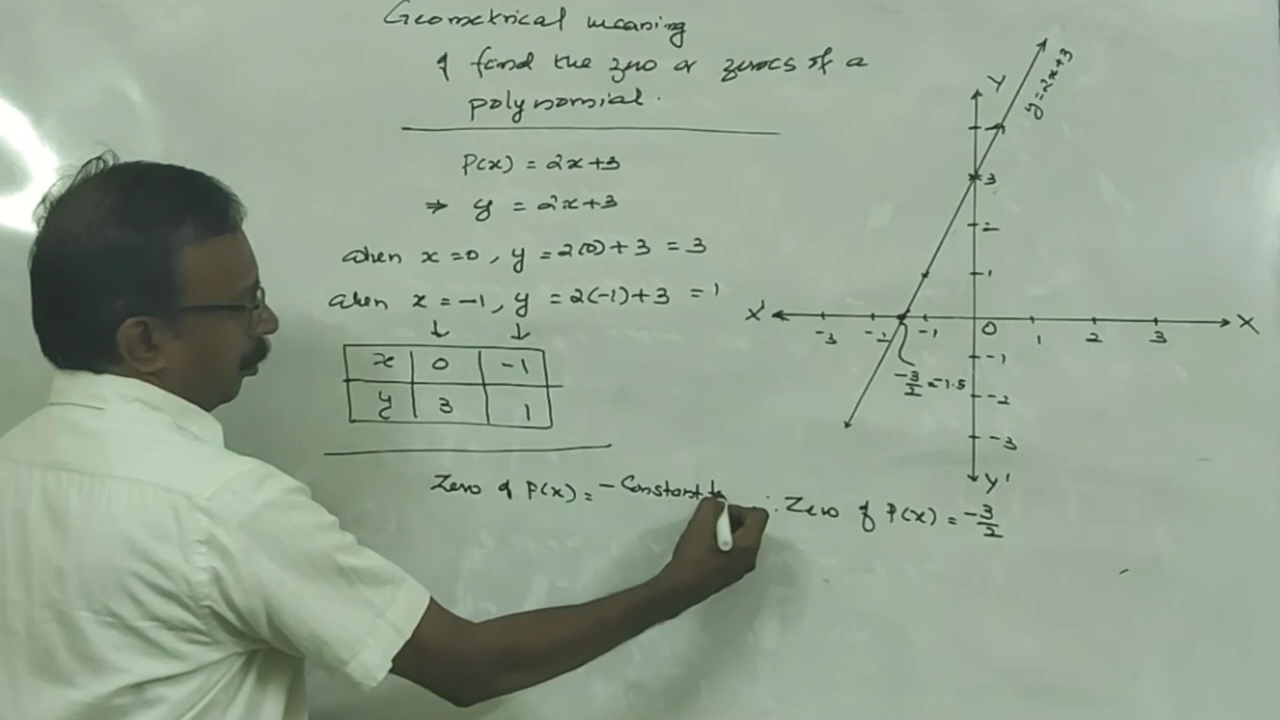 Geometrical meaning
of find the zero or zeroes of a
polynomial.
P(x) = 2x+3
⇒ y = 2x+3
when x = 0, y = 2(0)+3 = 3
when x = -1, y = 2(-1)+3 = 1
x 0 -1
y 3 1
Zero of P(x) = - Constant
∴ Zero of P(x) = -3/2
Y
y = 2x+3
4
3
2
1
X' -3 -2 -1 0 1 2 3 X
-3/2 = -1.5
-1
-2
-3
Y'